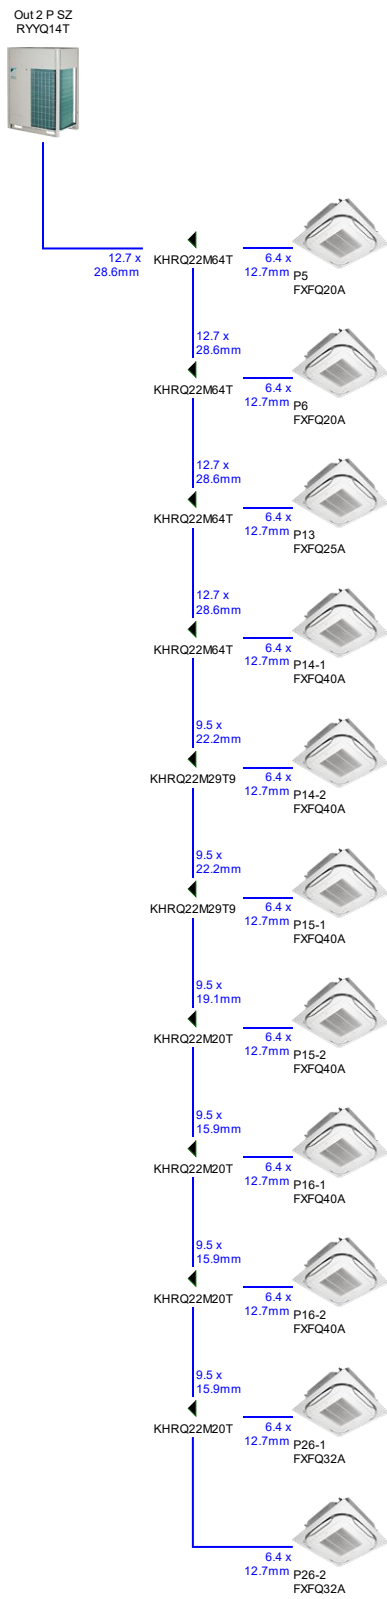 Out 2 P SZ
RYYQ14T
12.7 x
28.6mm
KHRQ22M64T
6.4 x
12.7mm
P5
FXFQ20A
12.7 x
28.6mm
KHRQ22M64T
6.4 x
12.7mm
P6
FXFQ20A
12.7 x
28.6mm
KHRQ22M64T
6.4 x
12.7mm
P13
FXFQ25A
12.7 x
28.6mm
KHRQ22M64T
6.4 x
12.7mm
P14-1
FXFQ40A
9.5 x
22.2mm
KHRQ22M29T9
6.4 x
12.7mm
P14-2
FXFQ40A
9.5 x
22.2mm
KHRQ22M29T9
6.4 x
12.7mm
P15-1
FXFQ40A
9.5 x
19.1mm
KHRQ22M20T
6.4 x
12.7mm
P15-2
FXFQ40A
9.5 x
15.9mm
KHRQ22M20T
6.4 x
12.7mm
P16-1
FXFQ40A
9.5 x
15.9mm
KHRQ22M20T
6.4 x
12.7mm
P16-2
FXFQ40A
9.5 x
15.9mm
KHRQ22M20T
6.4 x
12.7mm
P26-1
FXFQ32A
6.4 x
12.7mm
P26-2
FXFQ32A